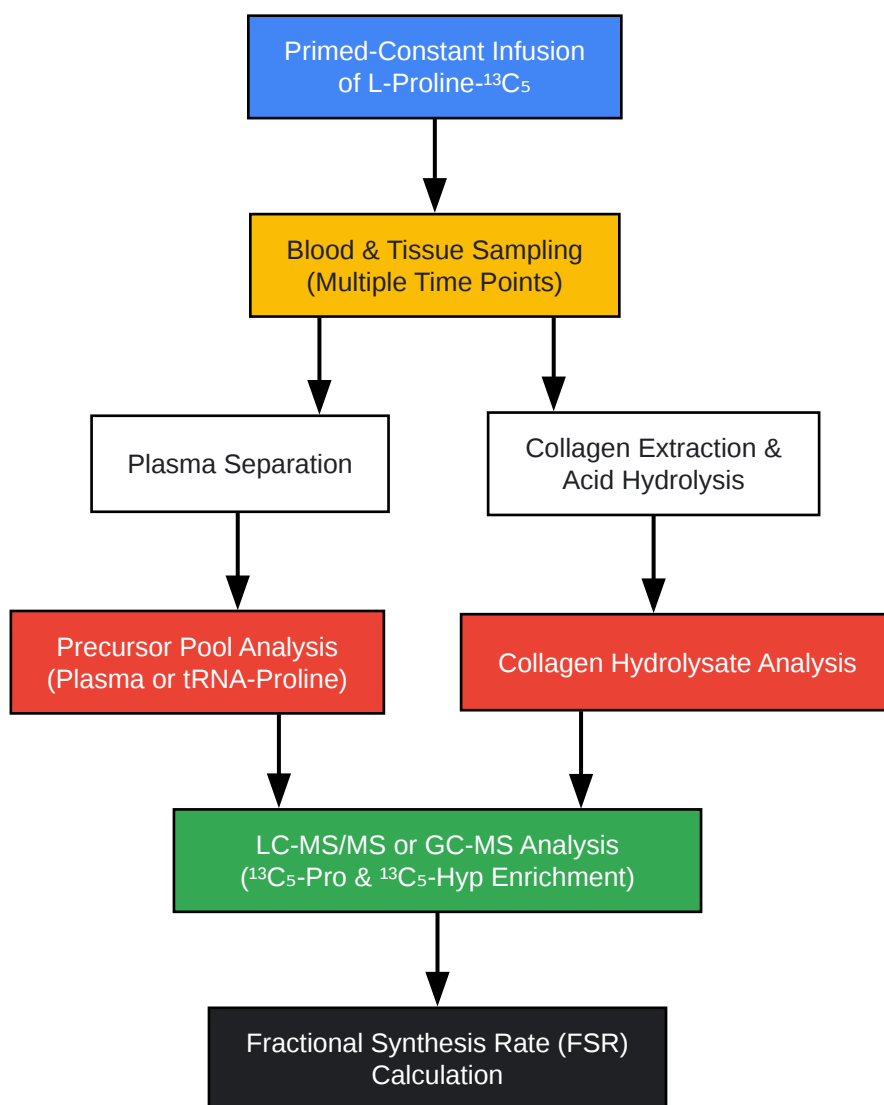 Primed-Constant Infusion
of L-Proline-¹³C₅
Blood & Tissue Sampling
(Multiple Time Points)
Plasma Separation
Collagen Extraction &
Acid Hydrolysis
Precursor Pool Analysis
(Plasma or tRNA-Proline)
Collagen Hydrolysate Analysis
LC-MS/MS or GC-MS Analysis
(¹³C₅-Pro & ¹³C₅-Hyp Enrichment)
Fractional Synthesis Rate (FSR)
Calculation